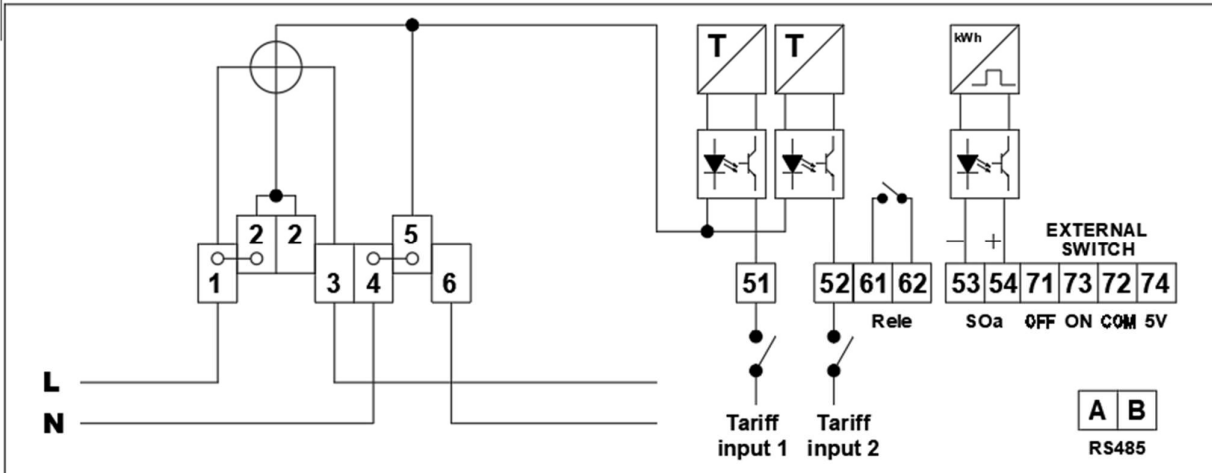 T T kWh
2 2 5
1 3 4 6
EXTERNAL
SWITCH
51 52 61 62 53 54 71 73 72 74
Rele SOa OFF ON COM 5V
− +
L
N
Tariff
input 1
Tariff
input 2
A B
RS485